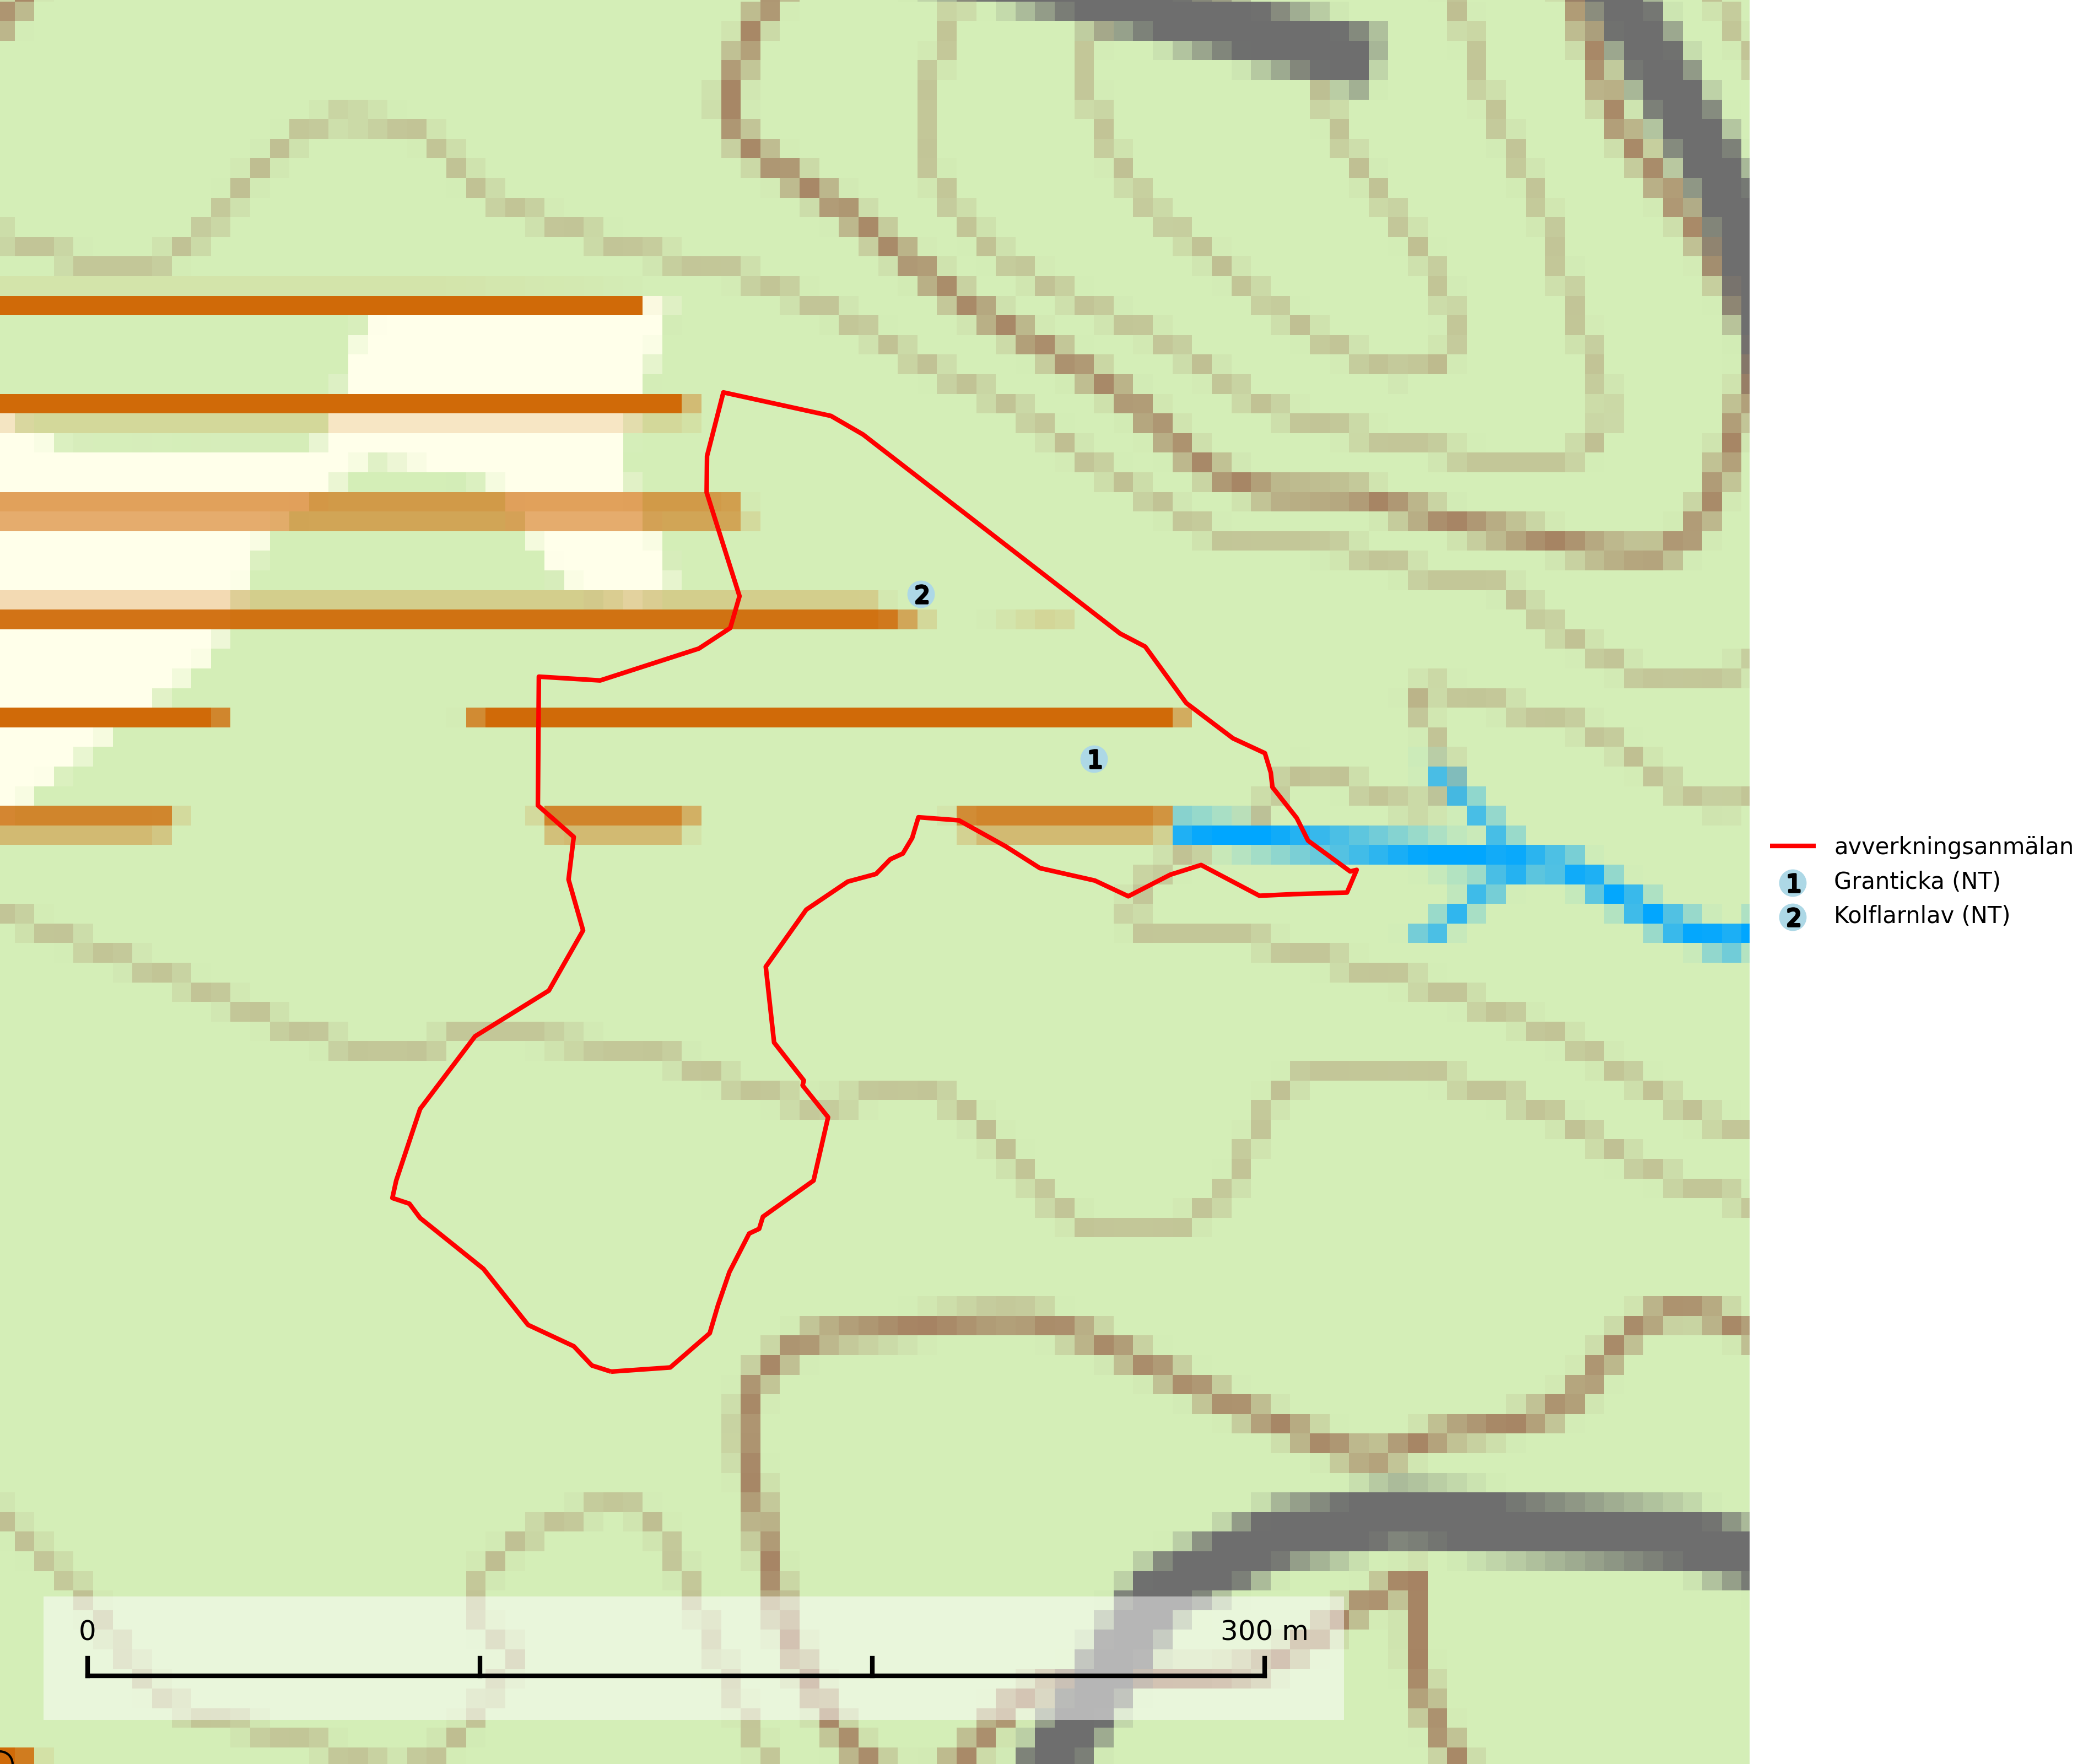 2
1
avverkningsanmälan
1 Granticka (NT)
2 Kolflarnlav (NT)
0 300 m